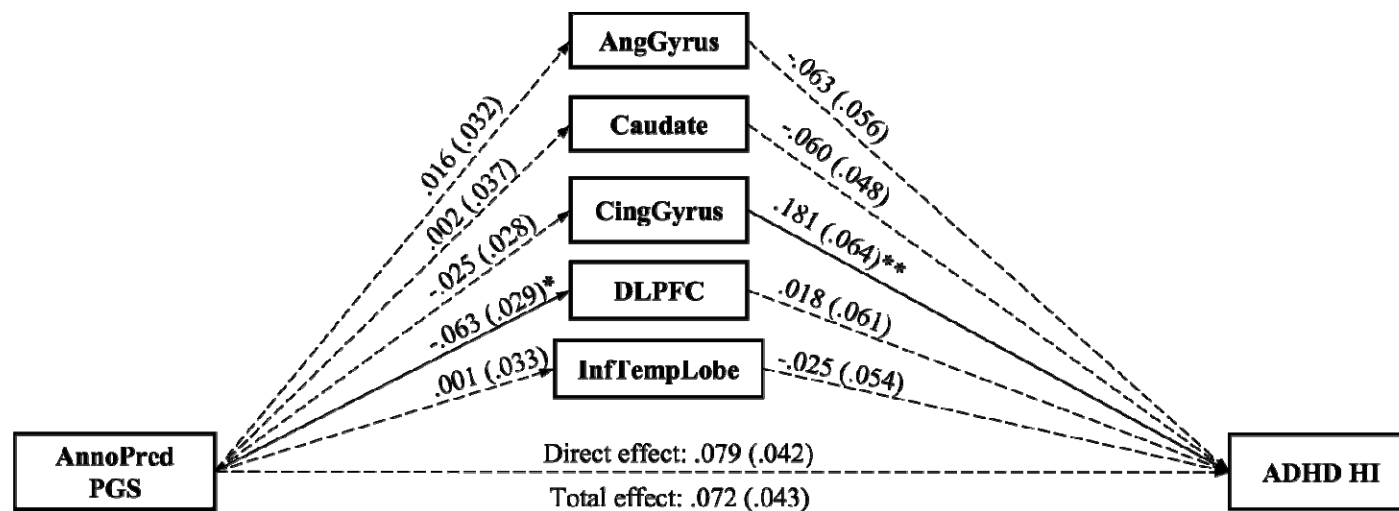 AngGyrus
-.063 (.056)
.016 (.032)
Caudate
-.060 (.048)
.002 (.037)
CingGyrus
.181 (.064)**
-.025 (.028)
DLPFC
.018 (.061)
-.063 (.029)*
InfTempLobe
-.025 (.054)
.001 (.033)
AnnoPred
PGS
Direct effect: .079 (.042)
Total effect: .072 (.043)
ADHD HI